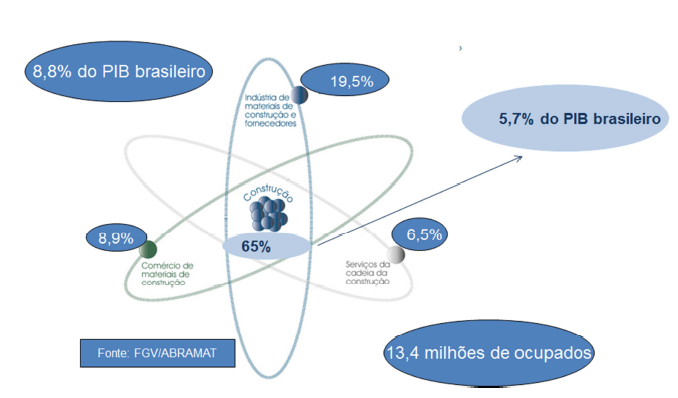 8,8% do PIB brasileiro
19,5%
Indústria de
materiais de
construção e
fornecedores
5,7% do PIB brasileiro
Construção
65%
8,9%
Comércio de
materiais de
construção
6,5%
Serviços da
cadeia da
construção
Fonte: FGV/ABRAMAT
13,4 milhões de ocupados